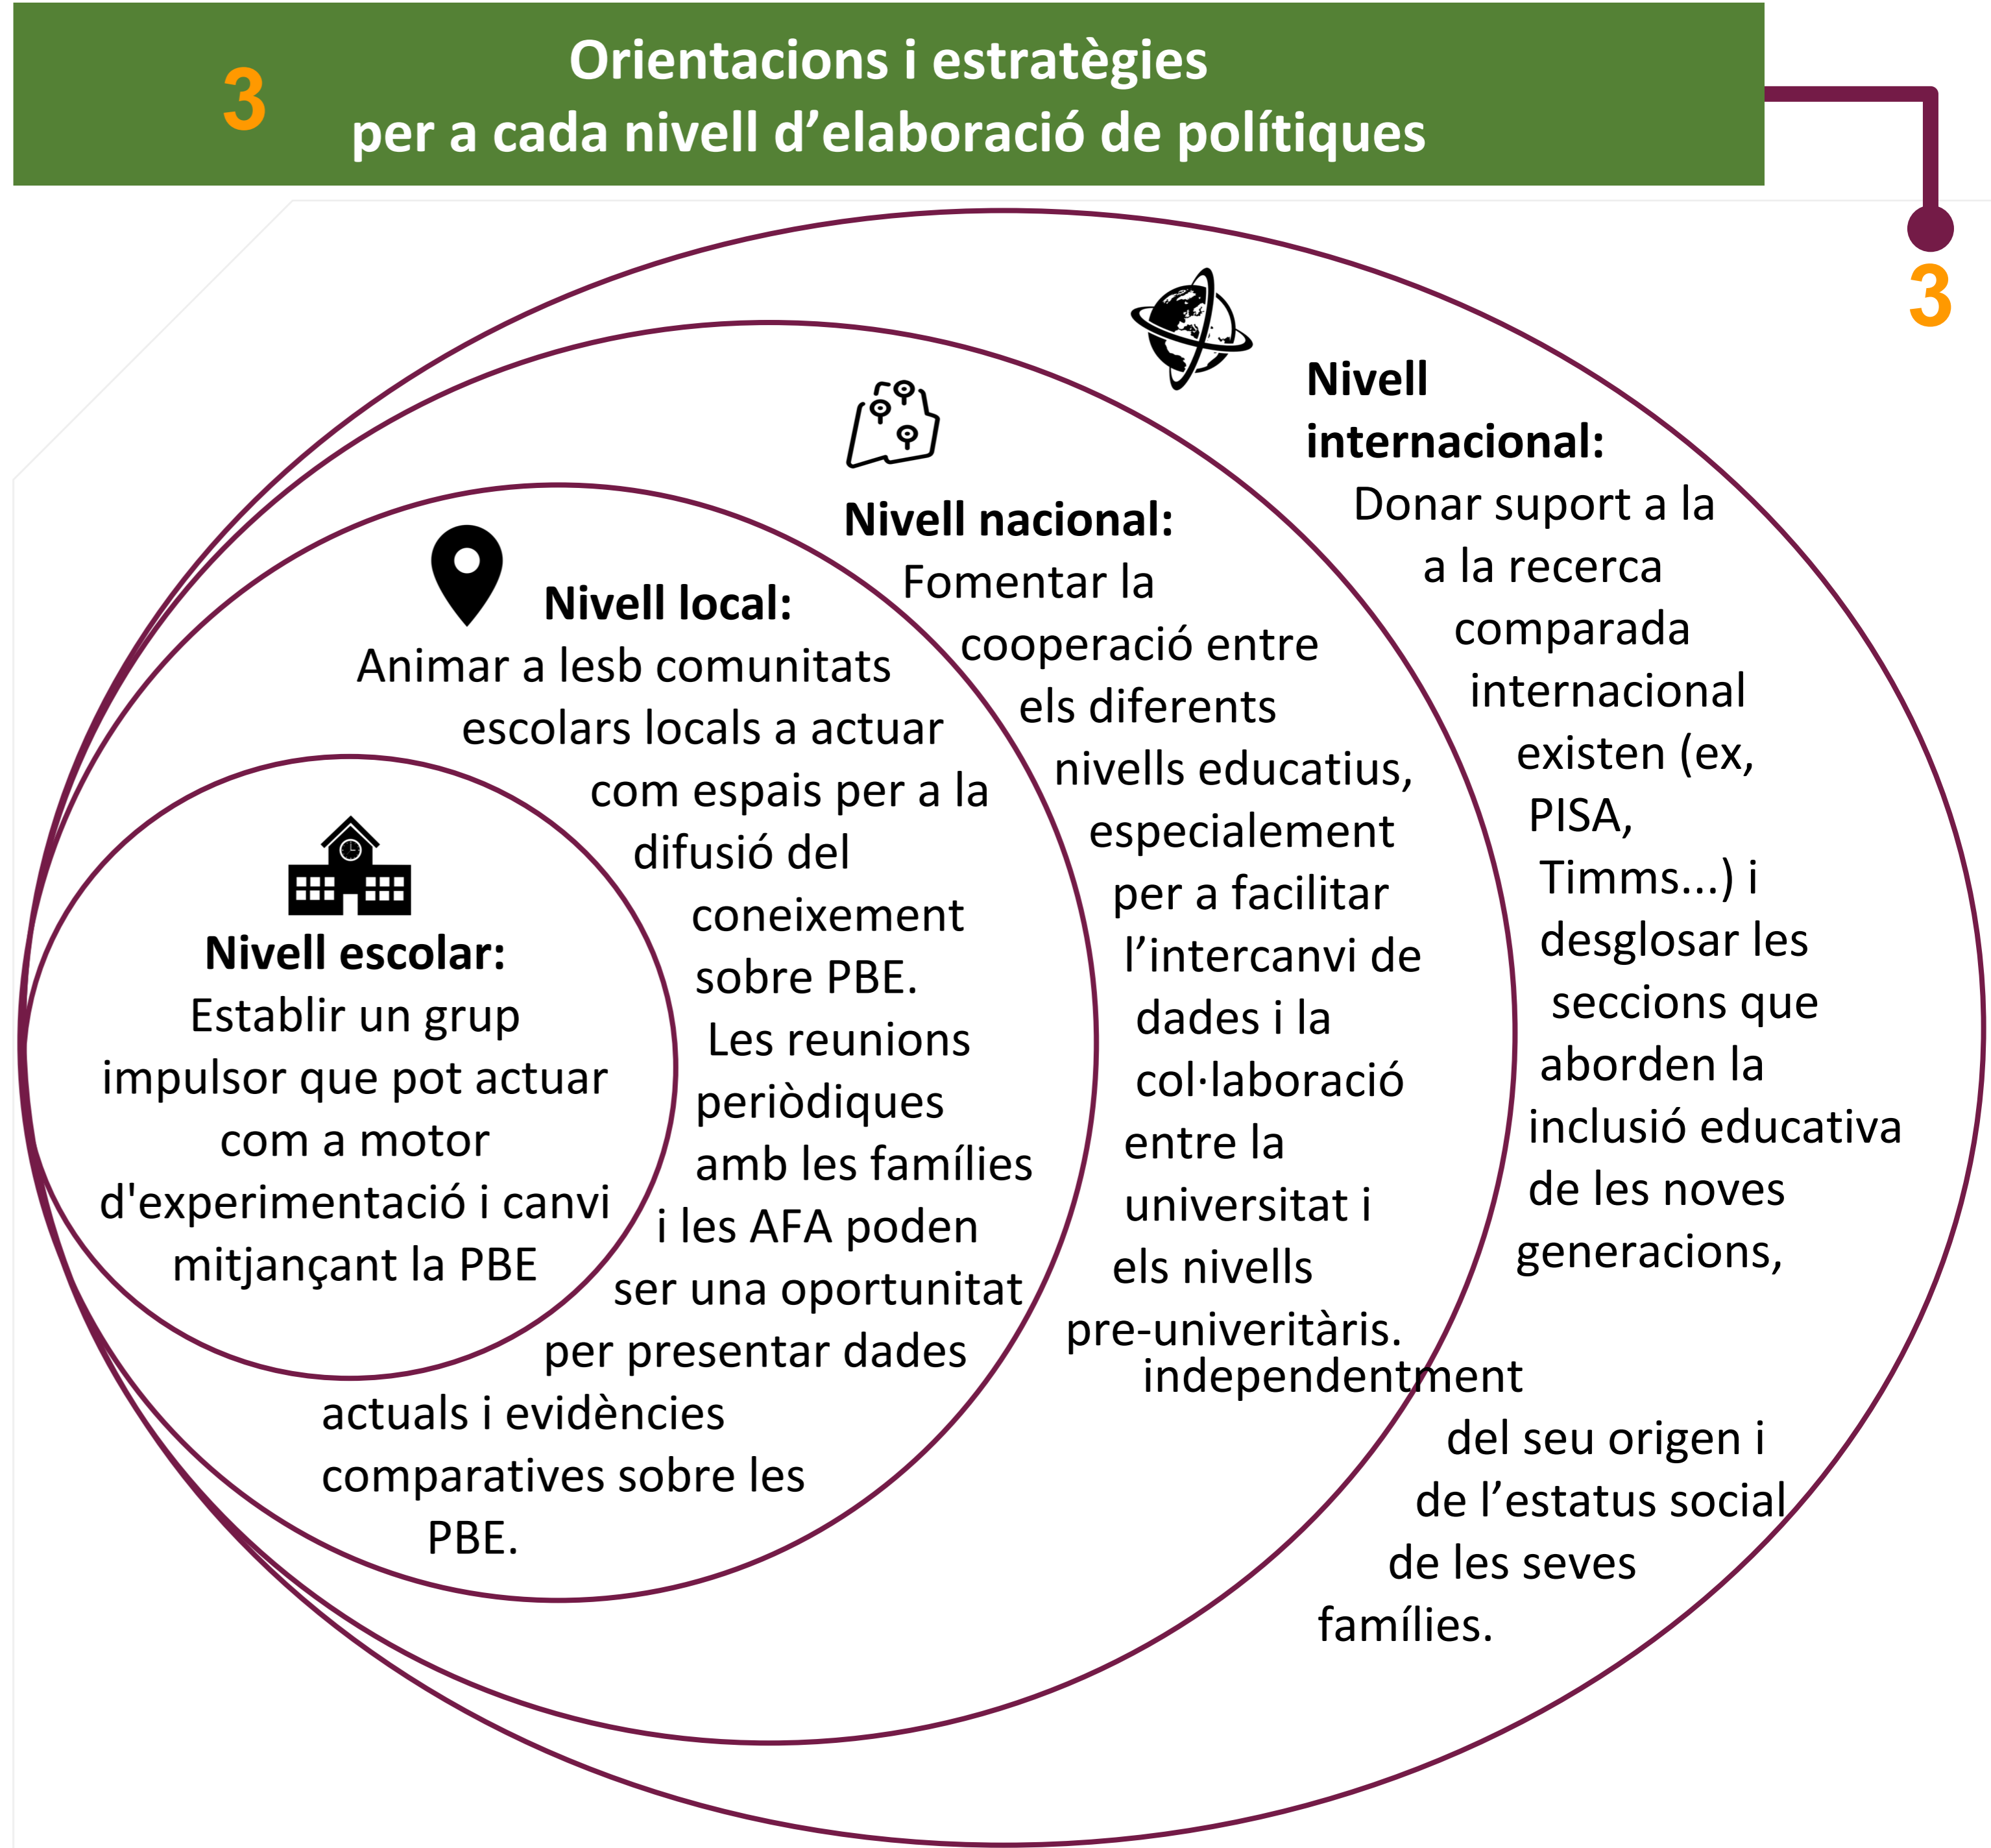 3
Orientacions i estratègies
per a cada nivell d’elaboració de polítiques
3
Nivell escolar:
Establir un grup
impulsor que pot actuar
com a motor
d'experimentació i canvi
mitjançant la PBE
Nivell local:
Animar a lesb comunitats
escolars locals a actuar
com espais per a la
difusió del
coneixement
sobre PBE.
Les reunions
periòdiques
amb les famílies
i les AFA poden
ser una oportunitat
per presentar dades
actuals i evidències
comparatives sobre les
PBE.
Nivell nacional:
Fomentar la
cooperació entre
els diferents
nivells educatius,
especialement
per a facilitar
l’intercanvi de
dades i la
col·laboració
entre la
universitat i
els nivells
pre-univeritàris.
Nivell
internacional:
Donar suport a la
a la recerca
comparada
internacional
existen (ex,
PISA,
Timms...) i
desglosar les
seccions que
aborden la
inclusió educativa
de les noves
generacions,
independentment
del seu origen i
de l’estatus social
de les seves
famílies.